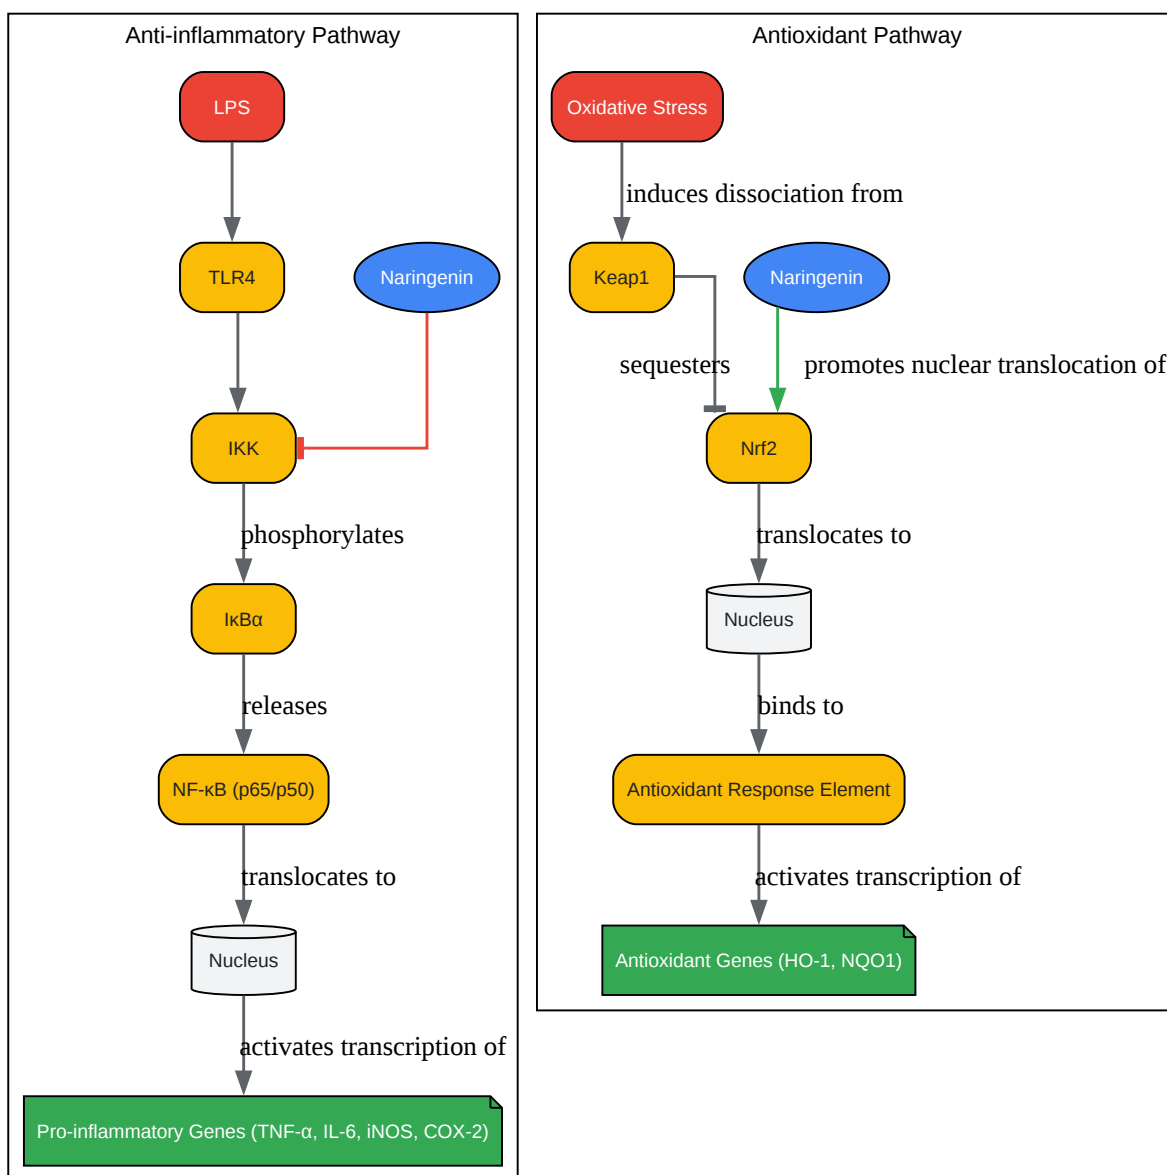 Anti-inflammatory Pathway
LPS
TLR4
Naringenin
IKK
phosphorylates
IκBα
releases
NF-κB (p65/p50)
translocates to
Nucleus
activates transcription of
Pro-inflammatory Genes (TNF-α, IL-6, iNOS, COX-2)
Antioxidant Pathway
Oxidative Stress
induces dissociation from
Keap1
Naringenin
sequesters
promotes nuclear translocation of
Nrf2
translocates to
Nucleus
binds to
Antioxidant Response Element
activates transcription of
Antioxidant Genes (HO-1, NQO1)